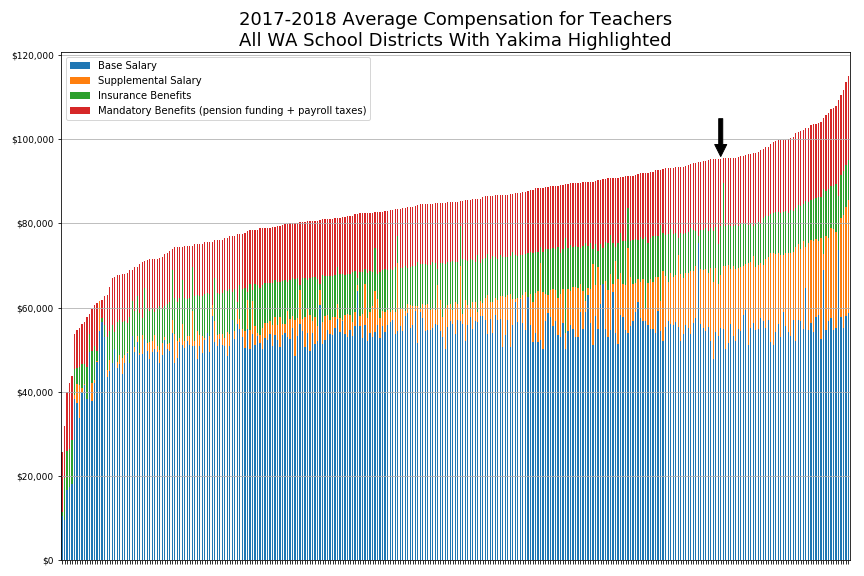 2017-2018 Average Compensation for Teachers
All WA School Districts With Yakima Highlighted
$120,000
$100,000
$80,000
$60,000
$40,000
$20,000
$0
Base Salary
Supplemental Salary
Insurance Benefits
Mandatory Benefits (pension funding + payroll taxes)